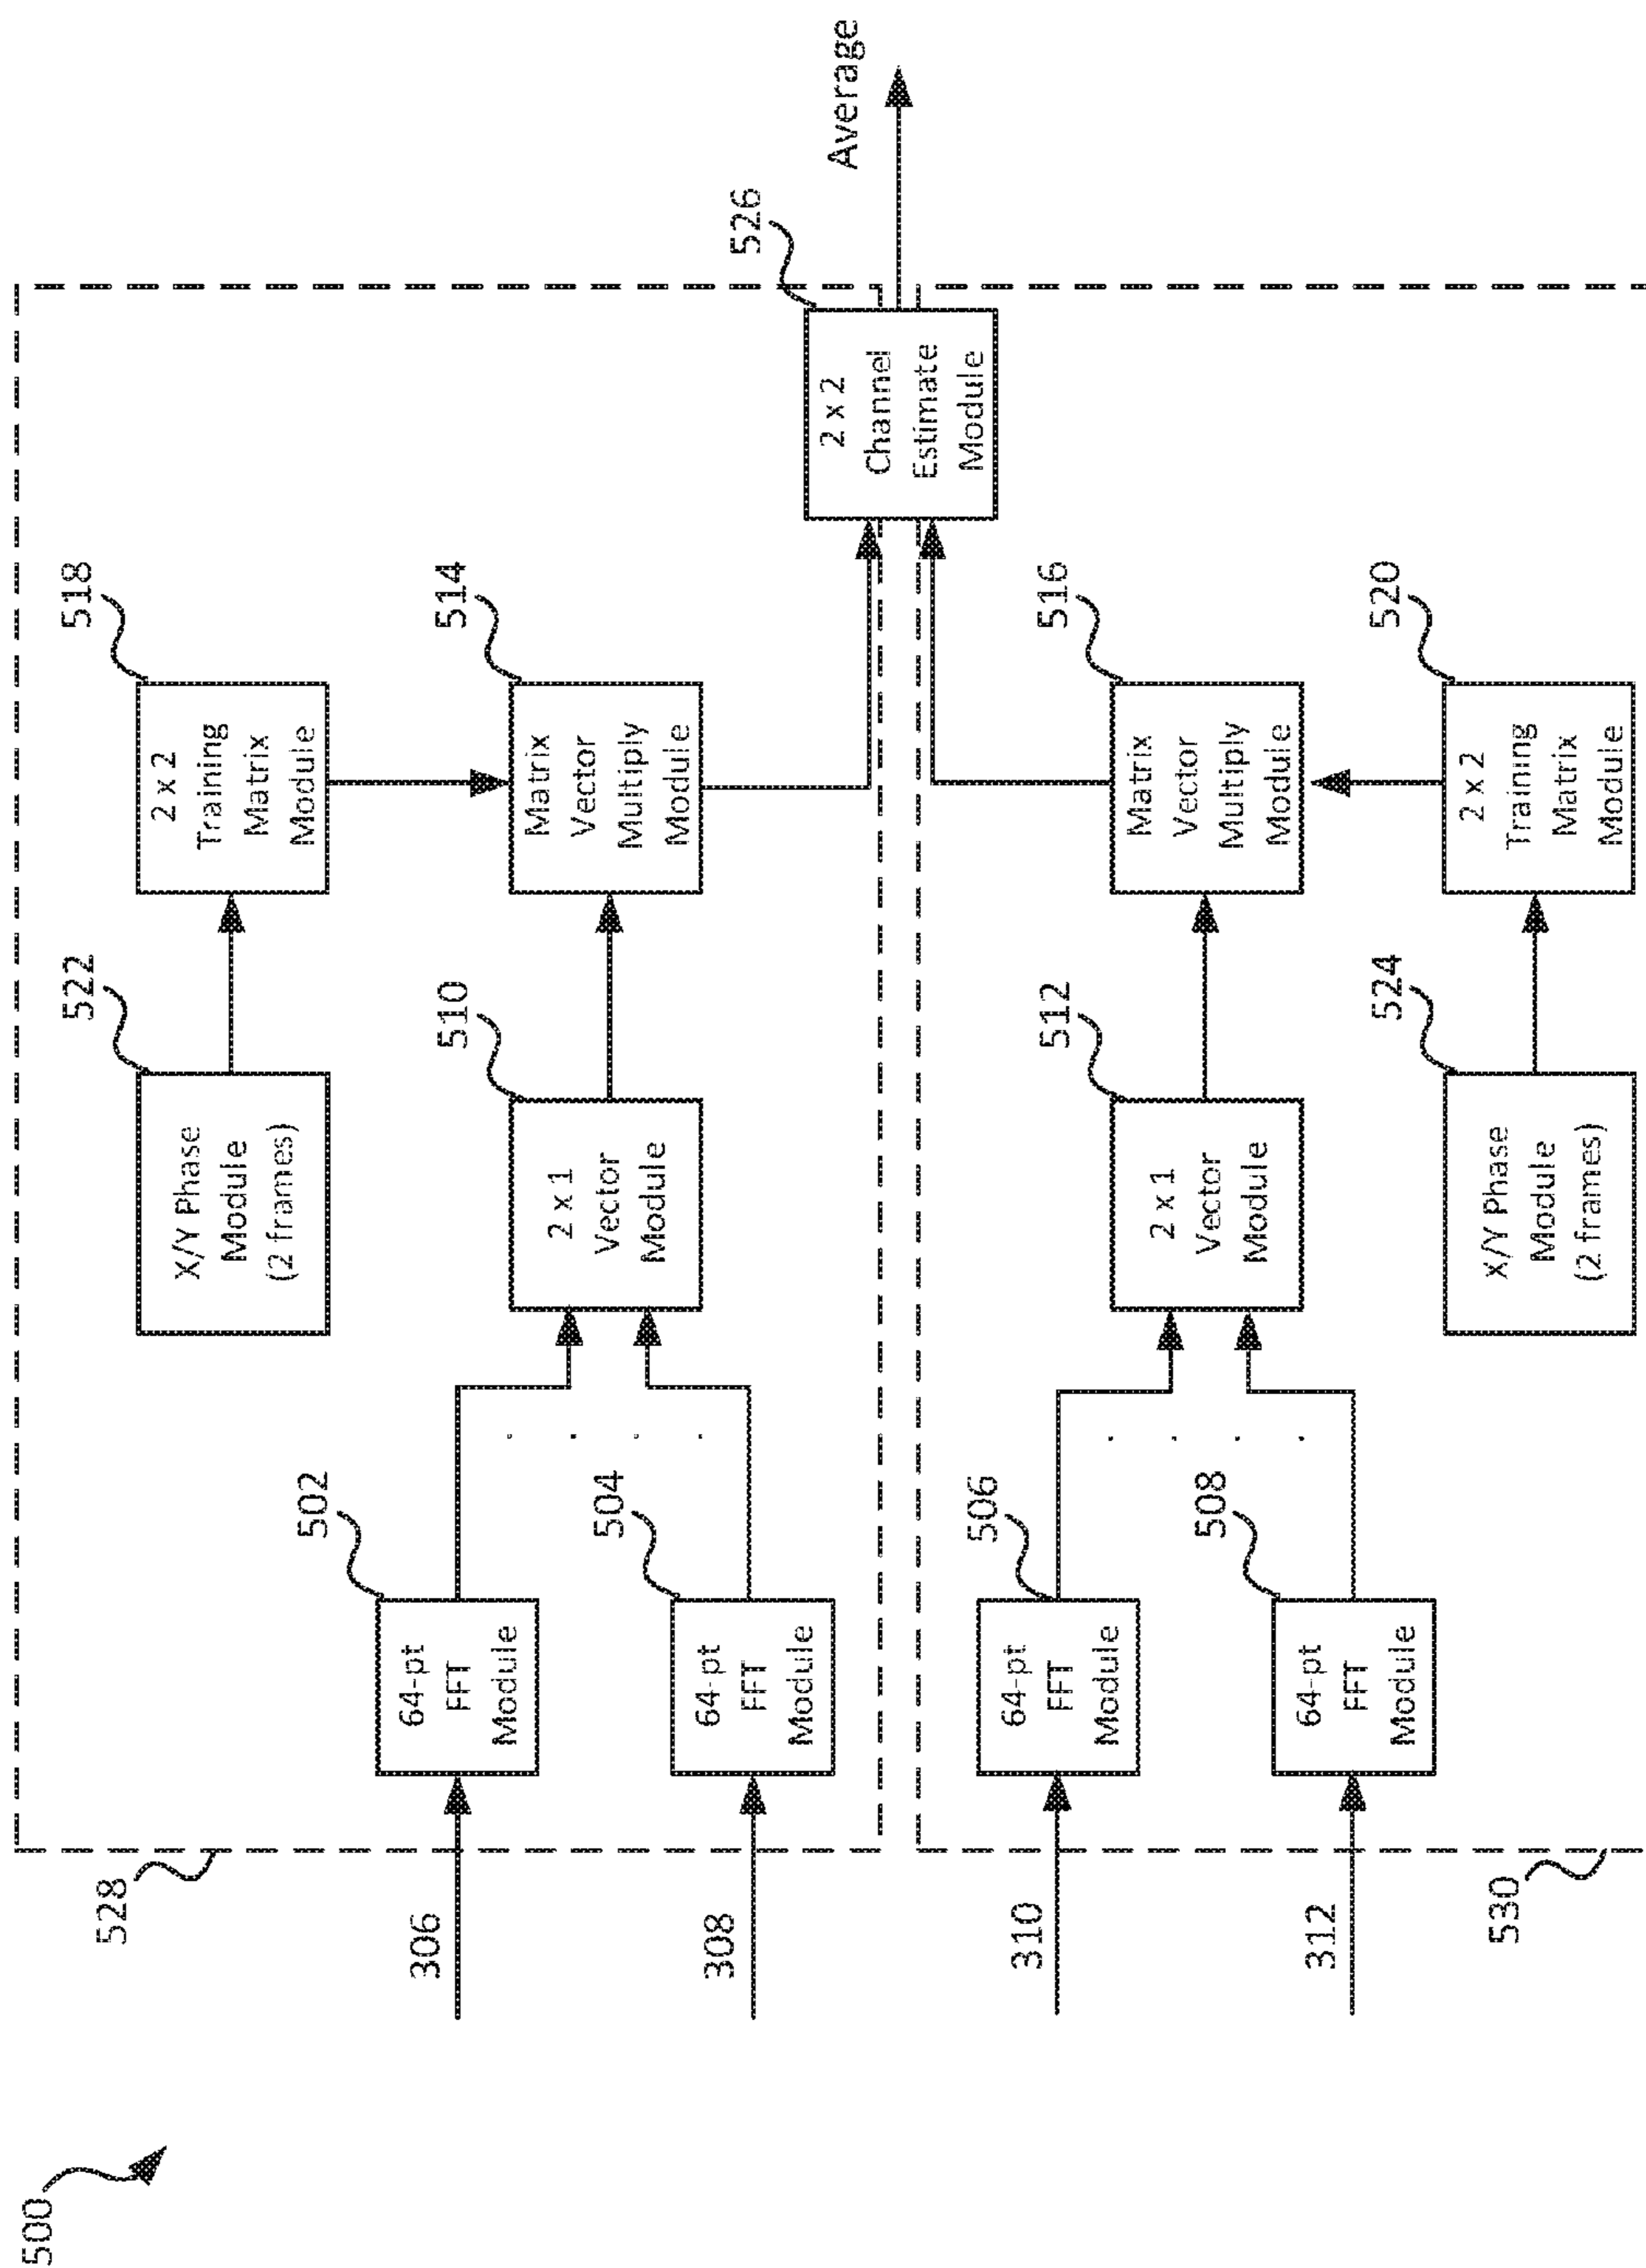 500
528
522
X/Y Phase
Module
(2 frames)
518
2 x 2
Training
Matrix
Module
306
502
64-pt
FFT
Module
510
2 x 1
Vector
Module
514
Matrix
Vector
Multiply
Module
308
504
64-pt
FFT
Module
526
2 x 2
Channel
Estimate
Module
Average
310
506
64-pt
FFT
Module
512
2 x 1
Vector
Module
516
Matrix
Vector
Multiply
Module
312
508
64-pt
FFT
Module
524
X/Y Phase
Module
(2 frames)
520
2 x 2
Training
Matrix
Module
530